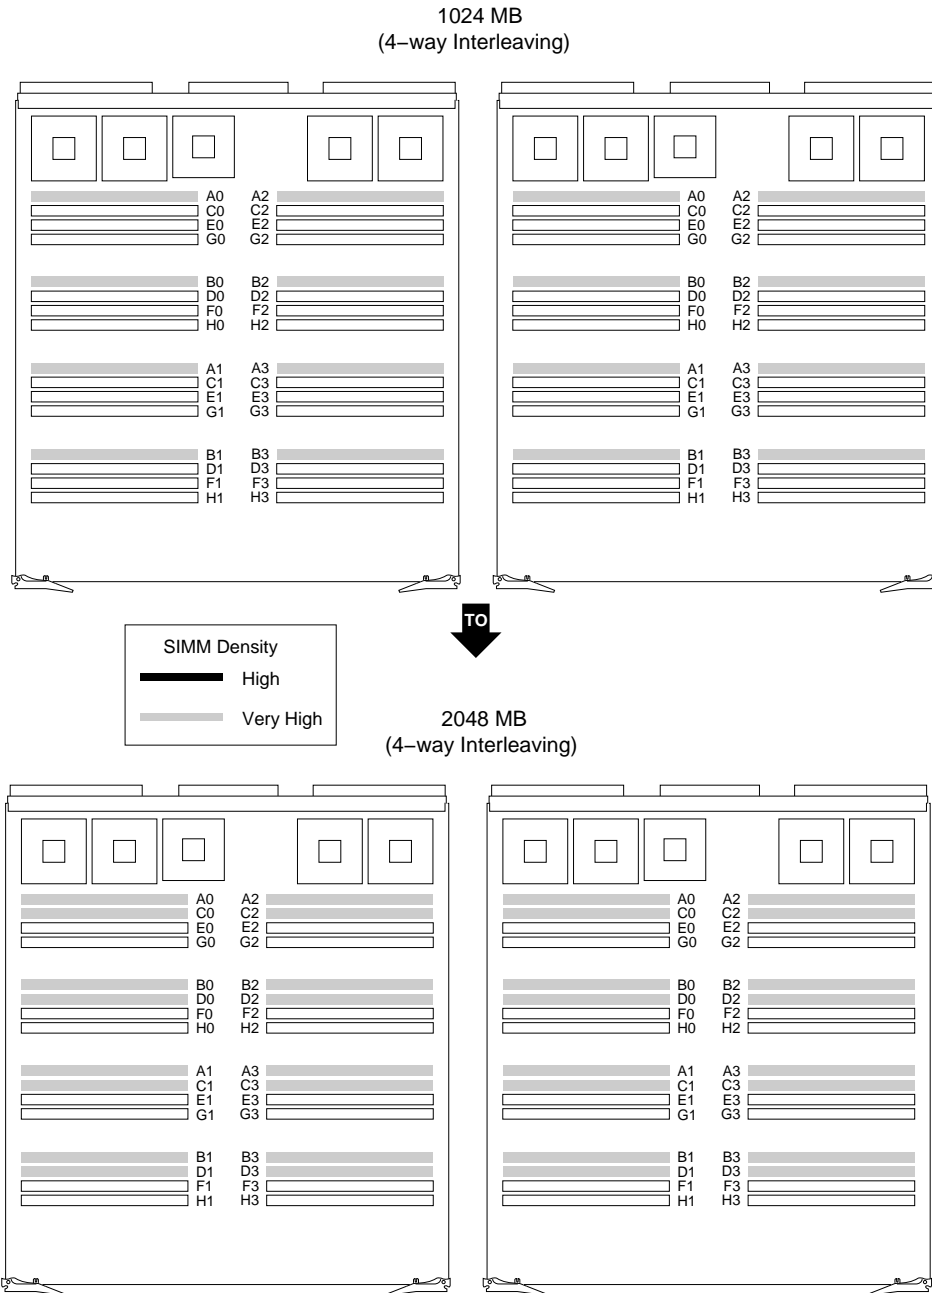 1024 MB
(4−way Interleaving)
A0 A2 A0 A2
C0 C2 C0 C2
E0 E2 E0 E2
G0 G2 G0 G2
B0 B2 B0 B2
D0 D2 D0 D2
F0 F2 F0 F2
H0 H2 H0 H2
A1 A3 A1 A3
C1 C3 C1 C3
E1 E3 E1 E3
G1 G3 G1 G3
B1 B3 B1 B3
D1 D3 D1 D3
F1 F3 F1 F3
H1 H3 H1 H3
TO
SIMM Density
High
Very High
2048 MB
(4−way Interleaving)
A0 A2 A0 A2
C0 C2 C0 C2
E0 E2 E0 E2
G0 G2 G0 G2
B0 B2 B0 B2
D0 D2 D0 D2
F0 F2 F0 F2
H0 H2 H0 H2
A1 A3 A1 A3
C1 C3 C1 C3
E1 E3 E1 E3
G1 G3 G1 G3
B1 B3 B1 B3
D1 D3 D1 D3
F1 F3 F1 F3
H1 H3 H1 H3